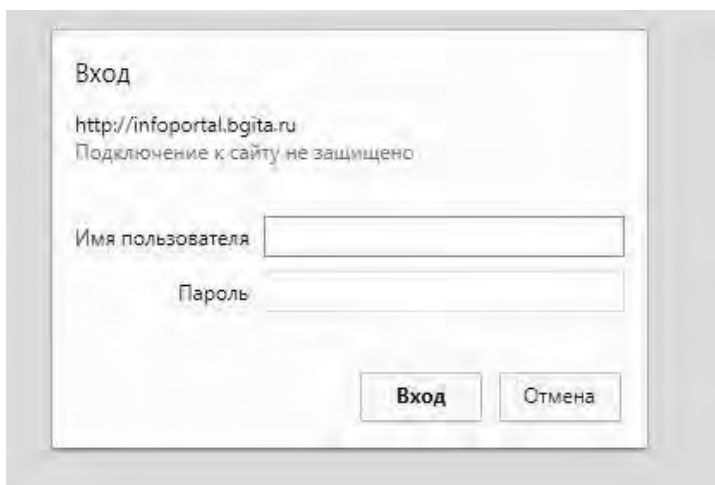 Вход
http://infoportal.bgita.ru
Подключение к сайту не защищено
Имя пользователя
Пароль
Вход Отмена